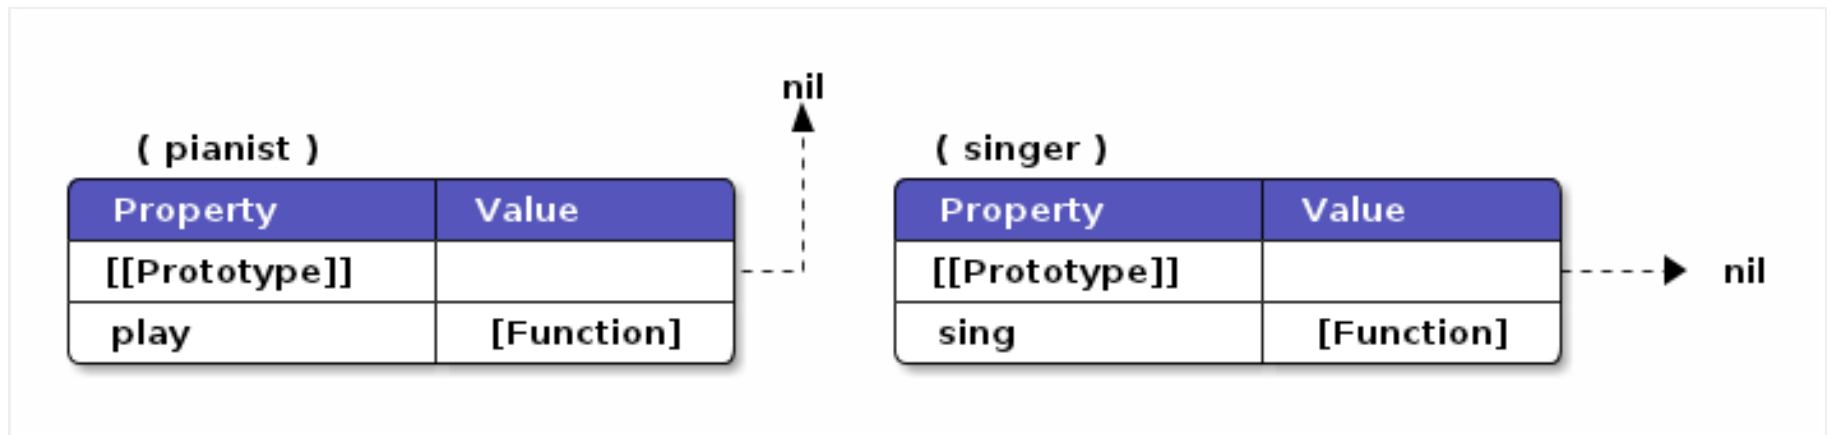 nil
( pianist )
Property Value
[[Prototype]]
play [Function]
( singer )
Property Value
[[Prototype]] nil
sing [Function]